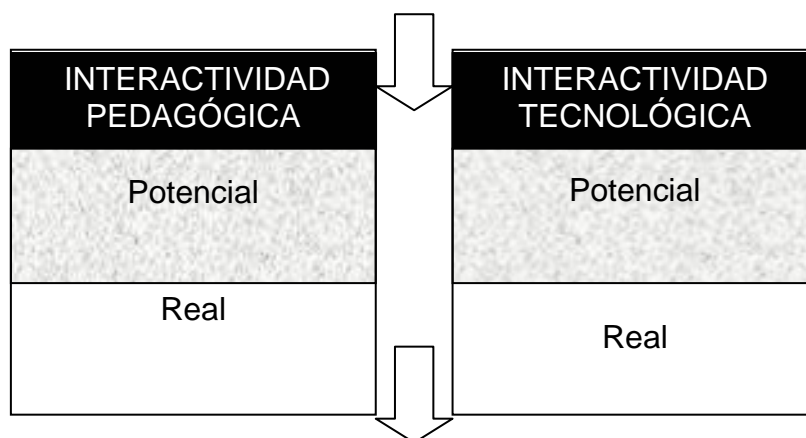 INTERACTIVIDAD
PEDAGÓGICA
Potencial
Real
INTERACTIVIDAD
TECNOLÓGICA
Potencial
Real